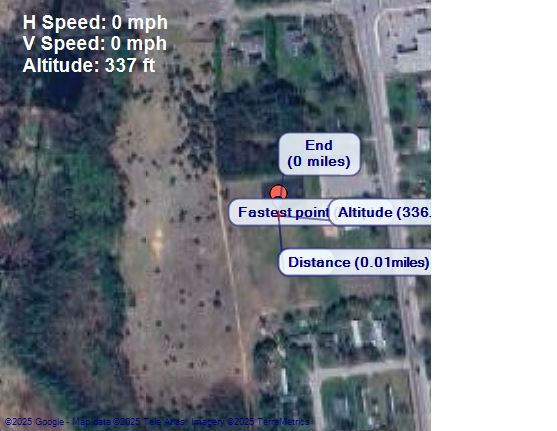 H Speed: 0 mph
V Speed: 0 mph
Altitude: 337 ft
End
(0 miles)
Fastest point
Altitude (336.
Distance (0.01miles)
©2025 Google - Map data ©2025 Tele Atlas, Imagery ©2025 TerraMetrics